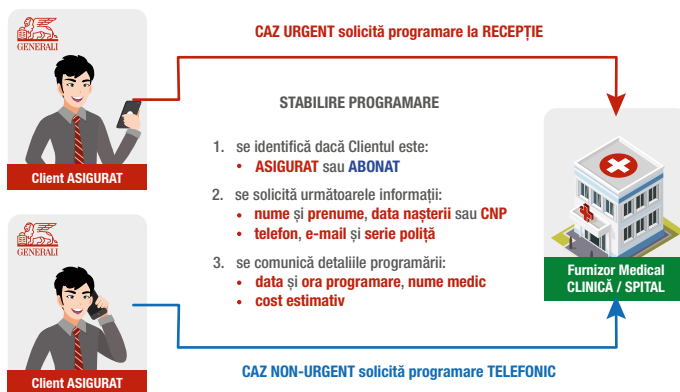 GENERALI
Client ASIGURAT
CAZ URGENT solicită programare la RECEPȚIE
STABILIRE PROGRAMARE
1. se identifică dacă Clientul este:
• ASIGURAT sau ABONAT
2. se solicită următoarele informații:
• nume și prenume, data nașterii sau CNP
• telefon, e-mail și serie poliță
3. se comunică detaliile programării:
• data și ora programare, nume medic
• cost estimativ
Furnizor Medical
CLINICĂ / SPITAL
GENERALI
Client ASIGURAT
CAZ NON-URGENT solicită programare TELEFONIC